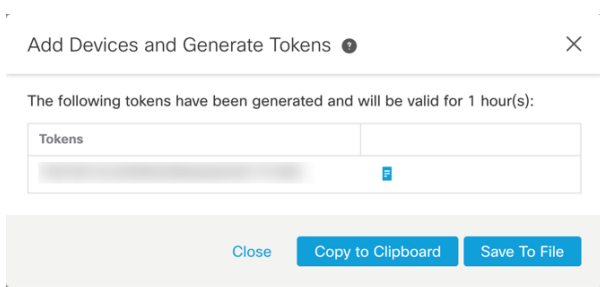 Add Devices and Generate Tokens ?
The following tokens have been generated and will be valid for 1 hour(s):
Tokens
Close Copy to Clipboard Save To File